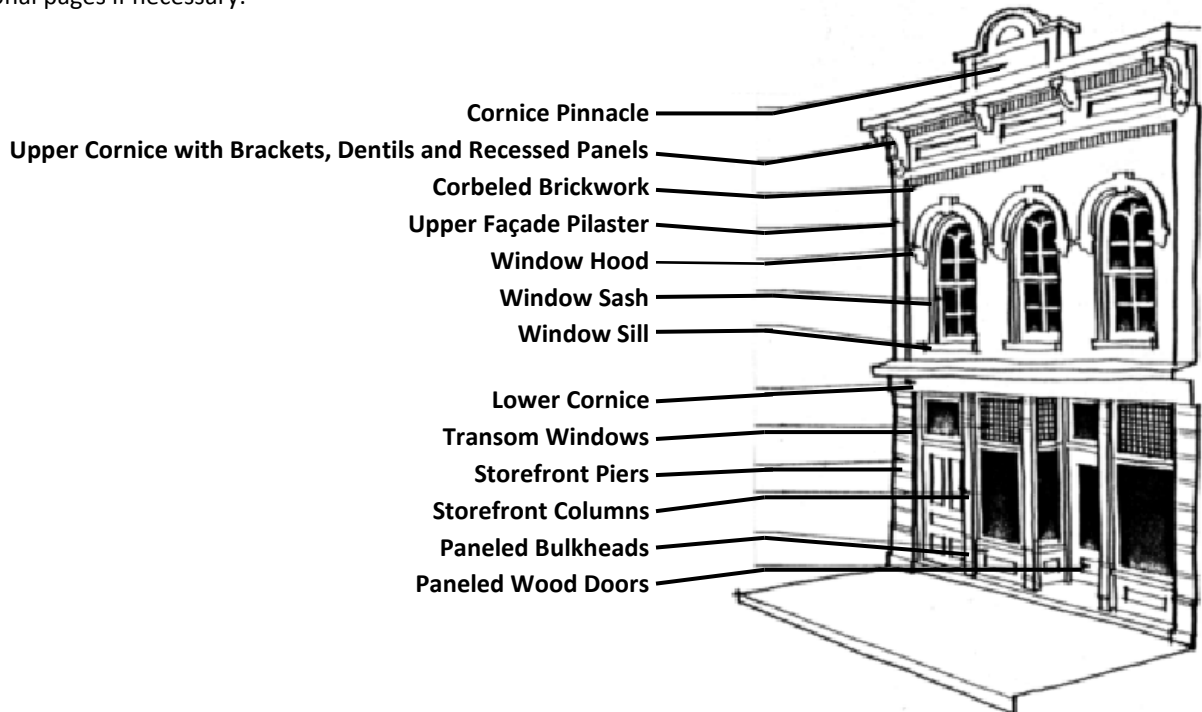 pages if necessary.
Cornice Pinnacle
Upper Cornice with Brackets, Dentils and Recessed Panels
Corbeled Brickwork
Upper Façade Pilaster
Window Hood
Window Sash
Window Sill
Lower Cornice
Transom Windows
Storefront Piers
Storefront Columns
Paneled Bulkheads
Paneled Wood Doors